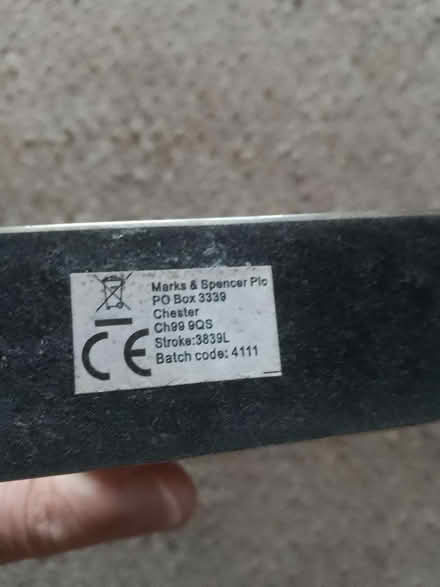 Marks & Spencer Plc
PO Box 3339
Chester
Ch99 9QS
Stroke:3839L
Batch code: 4111
CE